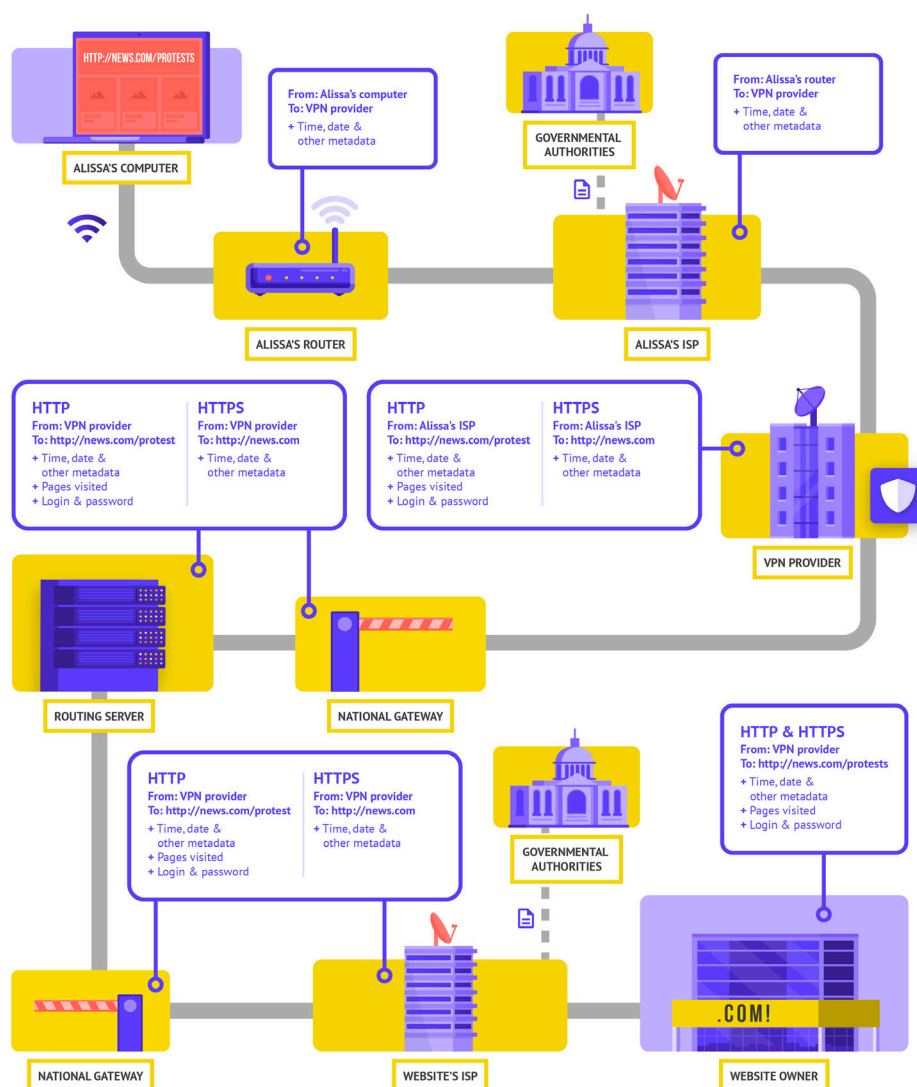 HTTP://NEWS.COM/PROTESTS
ALISSA'S COMPUTER
From: Alissa's computer
To: VPN provider
+ Time, date &
other metadata
GOVERNMENTAL
AUTHORITIES
From: Alissa's router
To: VPN provider
+ Time, date &
other metadata
ALISSA'S ROUTER
ALISSA'S ISP
HTTP
From: VPN provider
To: http://news.com/protest
+ Time, date &
other metadata
+ Pages visited
+ Login & password
HTTPS
From: VPN provider
To: http://news.com
+ Time, date &
other metadata
HTTP
From: Alissa's ISP
To: http://news.com/protest
+ Time, date &
other metadata
+ Pages visited
+ Login & password
HTTPS
From: Alissa's ISP
To: http://news.com
+ Time, date &
other metadata
VPN PROVIDER
ROUTING SERVER
NATIONAL GATEWAY
HTTP
From: VPN provider
To: http://news.com/protest
+ Time, date &
other metadata
+ Pages visited
+ Login & password
HTTPS
From: VPN provider
To: http://news.com
+ Time, date &
other metadata
GOVERNMENTAL
AUTHORITIES
HTTP & HTTPS
From: VPN provider
To: http://news.com/protests
+ Time, date &
other metadata
+ Pages visited
+ Login & password
.COM!
NATIONAL GATEWAY
WEBSITE'S ISP
WEBSITE OWNER